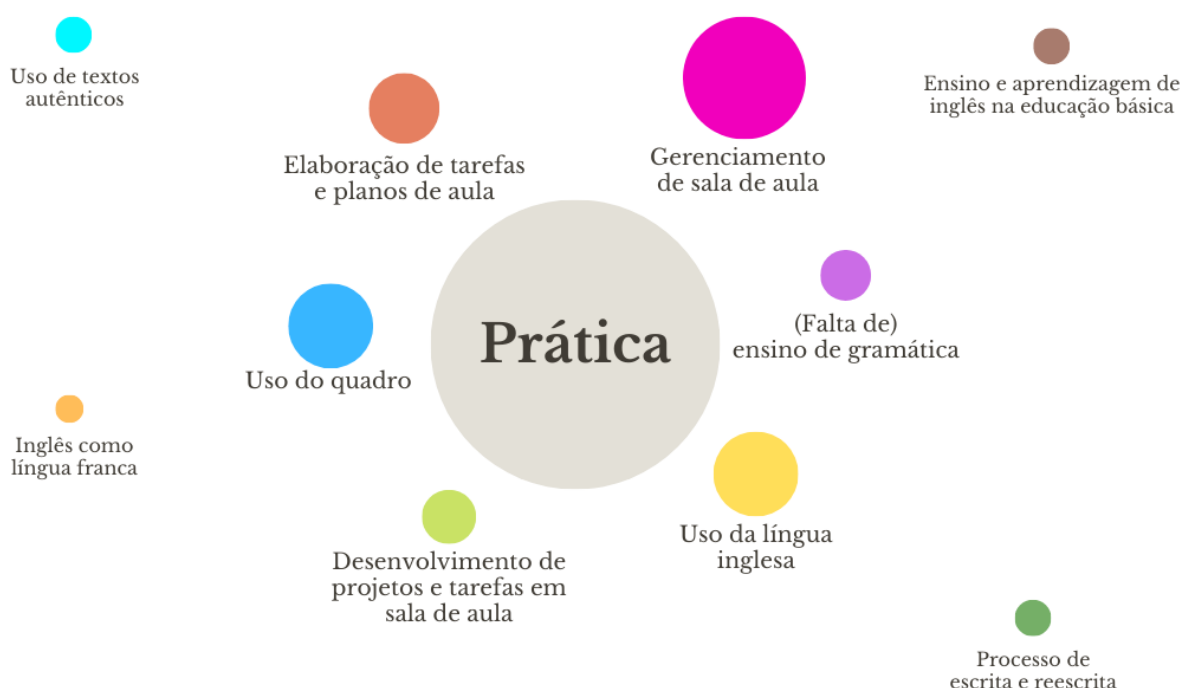 Uso de textos
autênticos
Elaboração de tarefas
e planos de aula
Gerenciamento
de sala de aula
Ensino e aprendizagem de
inglês na educação básica
Prática
Uso do quadro
(Falta de)
ensino de gramática
Inglês como
língua franca
Desenvolvimento de
projetos e tarefas em
sala de aula
Uso da língua
inglesa
Processo de
escrita e reescrita